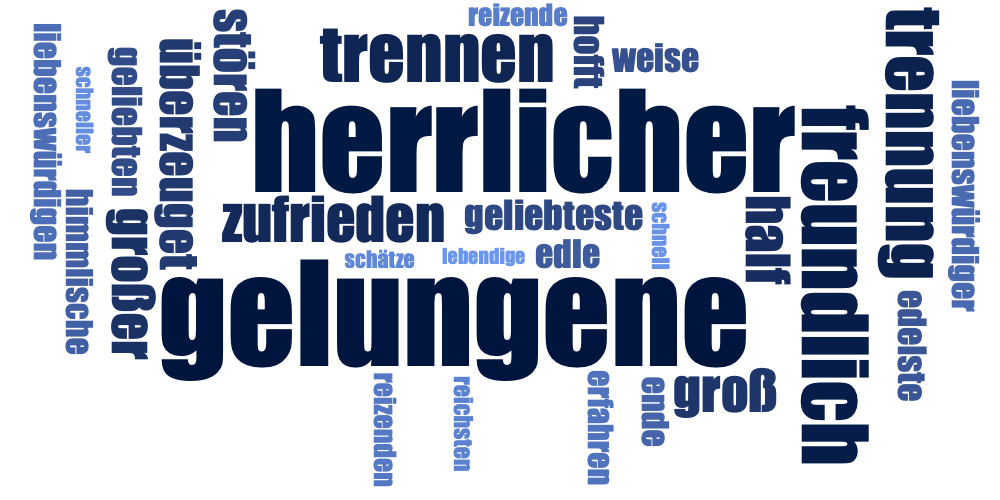 reizende
trennen
hofft
weise
stören
trennung
liebenswürdigen
schneller
geliebten
überzeuget
herrlicher
freundlich
liebenswürdiger
himmlische
großer
zufrieden
geliebteste
schnell
half
schätze
lebendige
edle
gelungene
edelste
reizenden
reichsten
erfahren
ende
groß